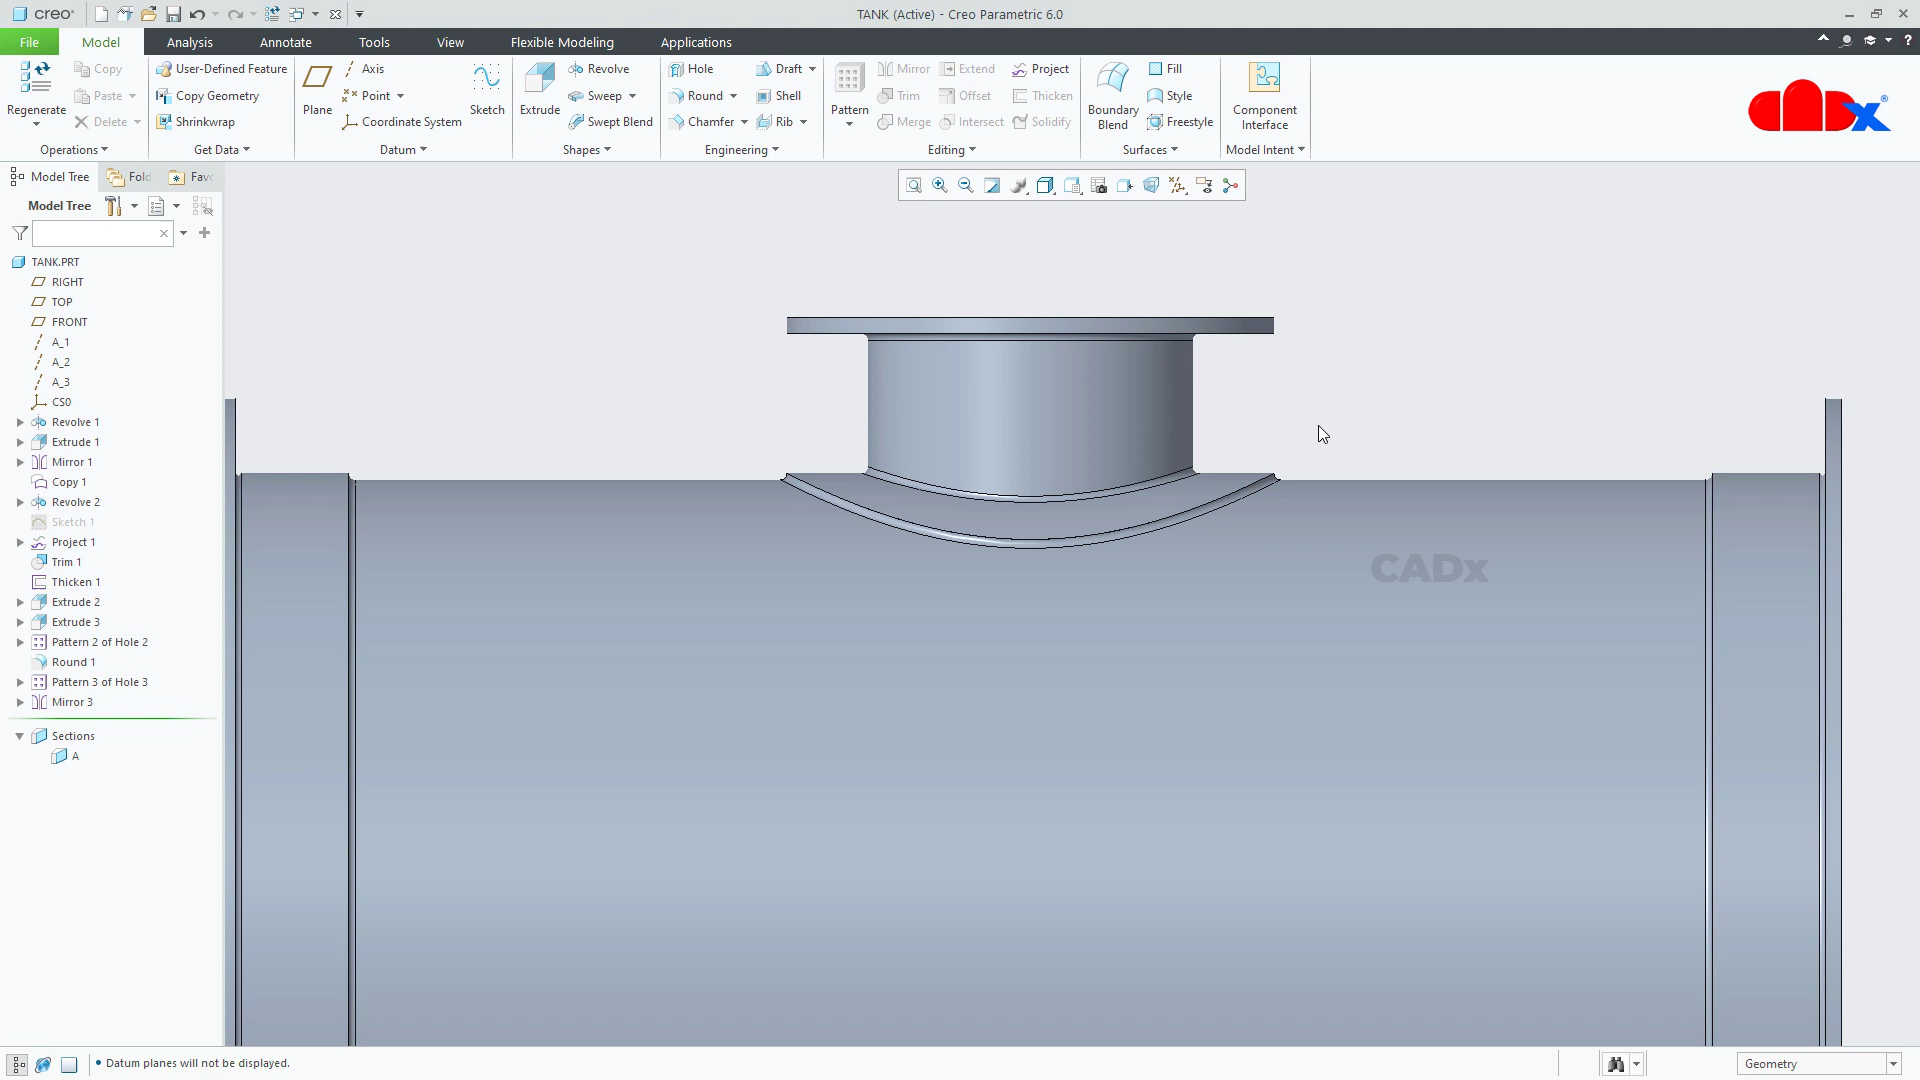 creo®
TANK (Active) - Creo Parametric 6.0
File
Model
Analysis
Annotate
Tools
View
Flexible Modeling
Applications
Regenerate
Copy
Paste
Delete
Operations
User-Defined Feature
Copy Geometry
Shrinkwrap
Get Data
Plane
Axis
Point
Coordinate System
Sketch
Datum
Extrude
Revolve
Sweep
Swept Blend
Shapes
Hole
Round
Chamfer
Draft
Shell
Rib
Engineering
Pattern
Mirror
Trim
Merge
Extend
Offset
Intersect
Project
Thicken
Solidify
Editing
Boundary
Blend
Fill
Style
Freestyle
Surfaces
Component
Interface
Model Intent
CADx®
Model Tree
Fold
Fav
Model Tree
TANK.PRT
RIGHT
TOP
FRONT
A_1
A_2
A_3
CS0
Revolve 1
Extrude 1
Mirror 1
Copy 1
Revolve 2
Sketch 1
Project 1
Trim 1
Thicken 1
Extrude 2
Extrude 3
Pattern 2 of Hole 2
Round 1
Pattern 3 of Hole 3
Mirror 3
Sections
A
CADx
• Datum planes will not be displayed.
Geometry